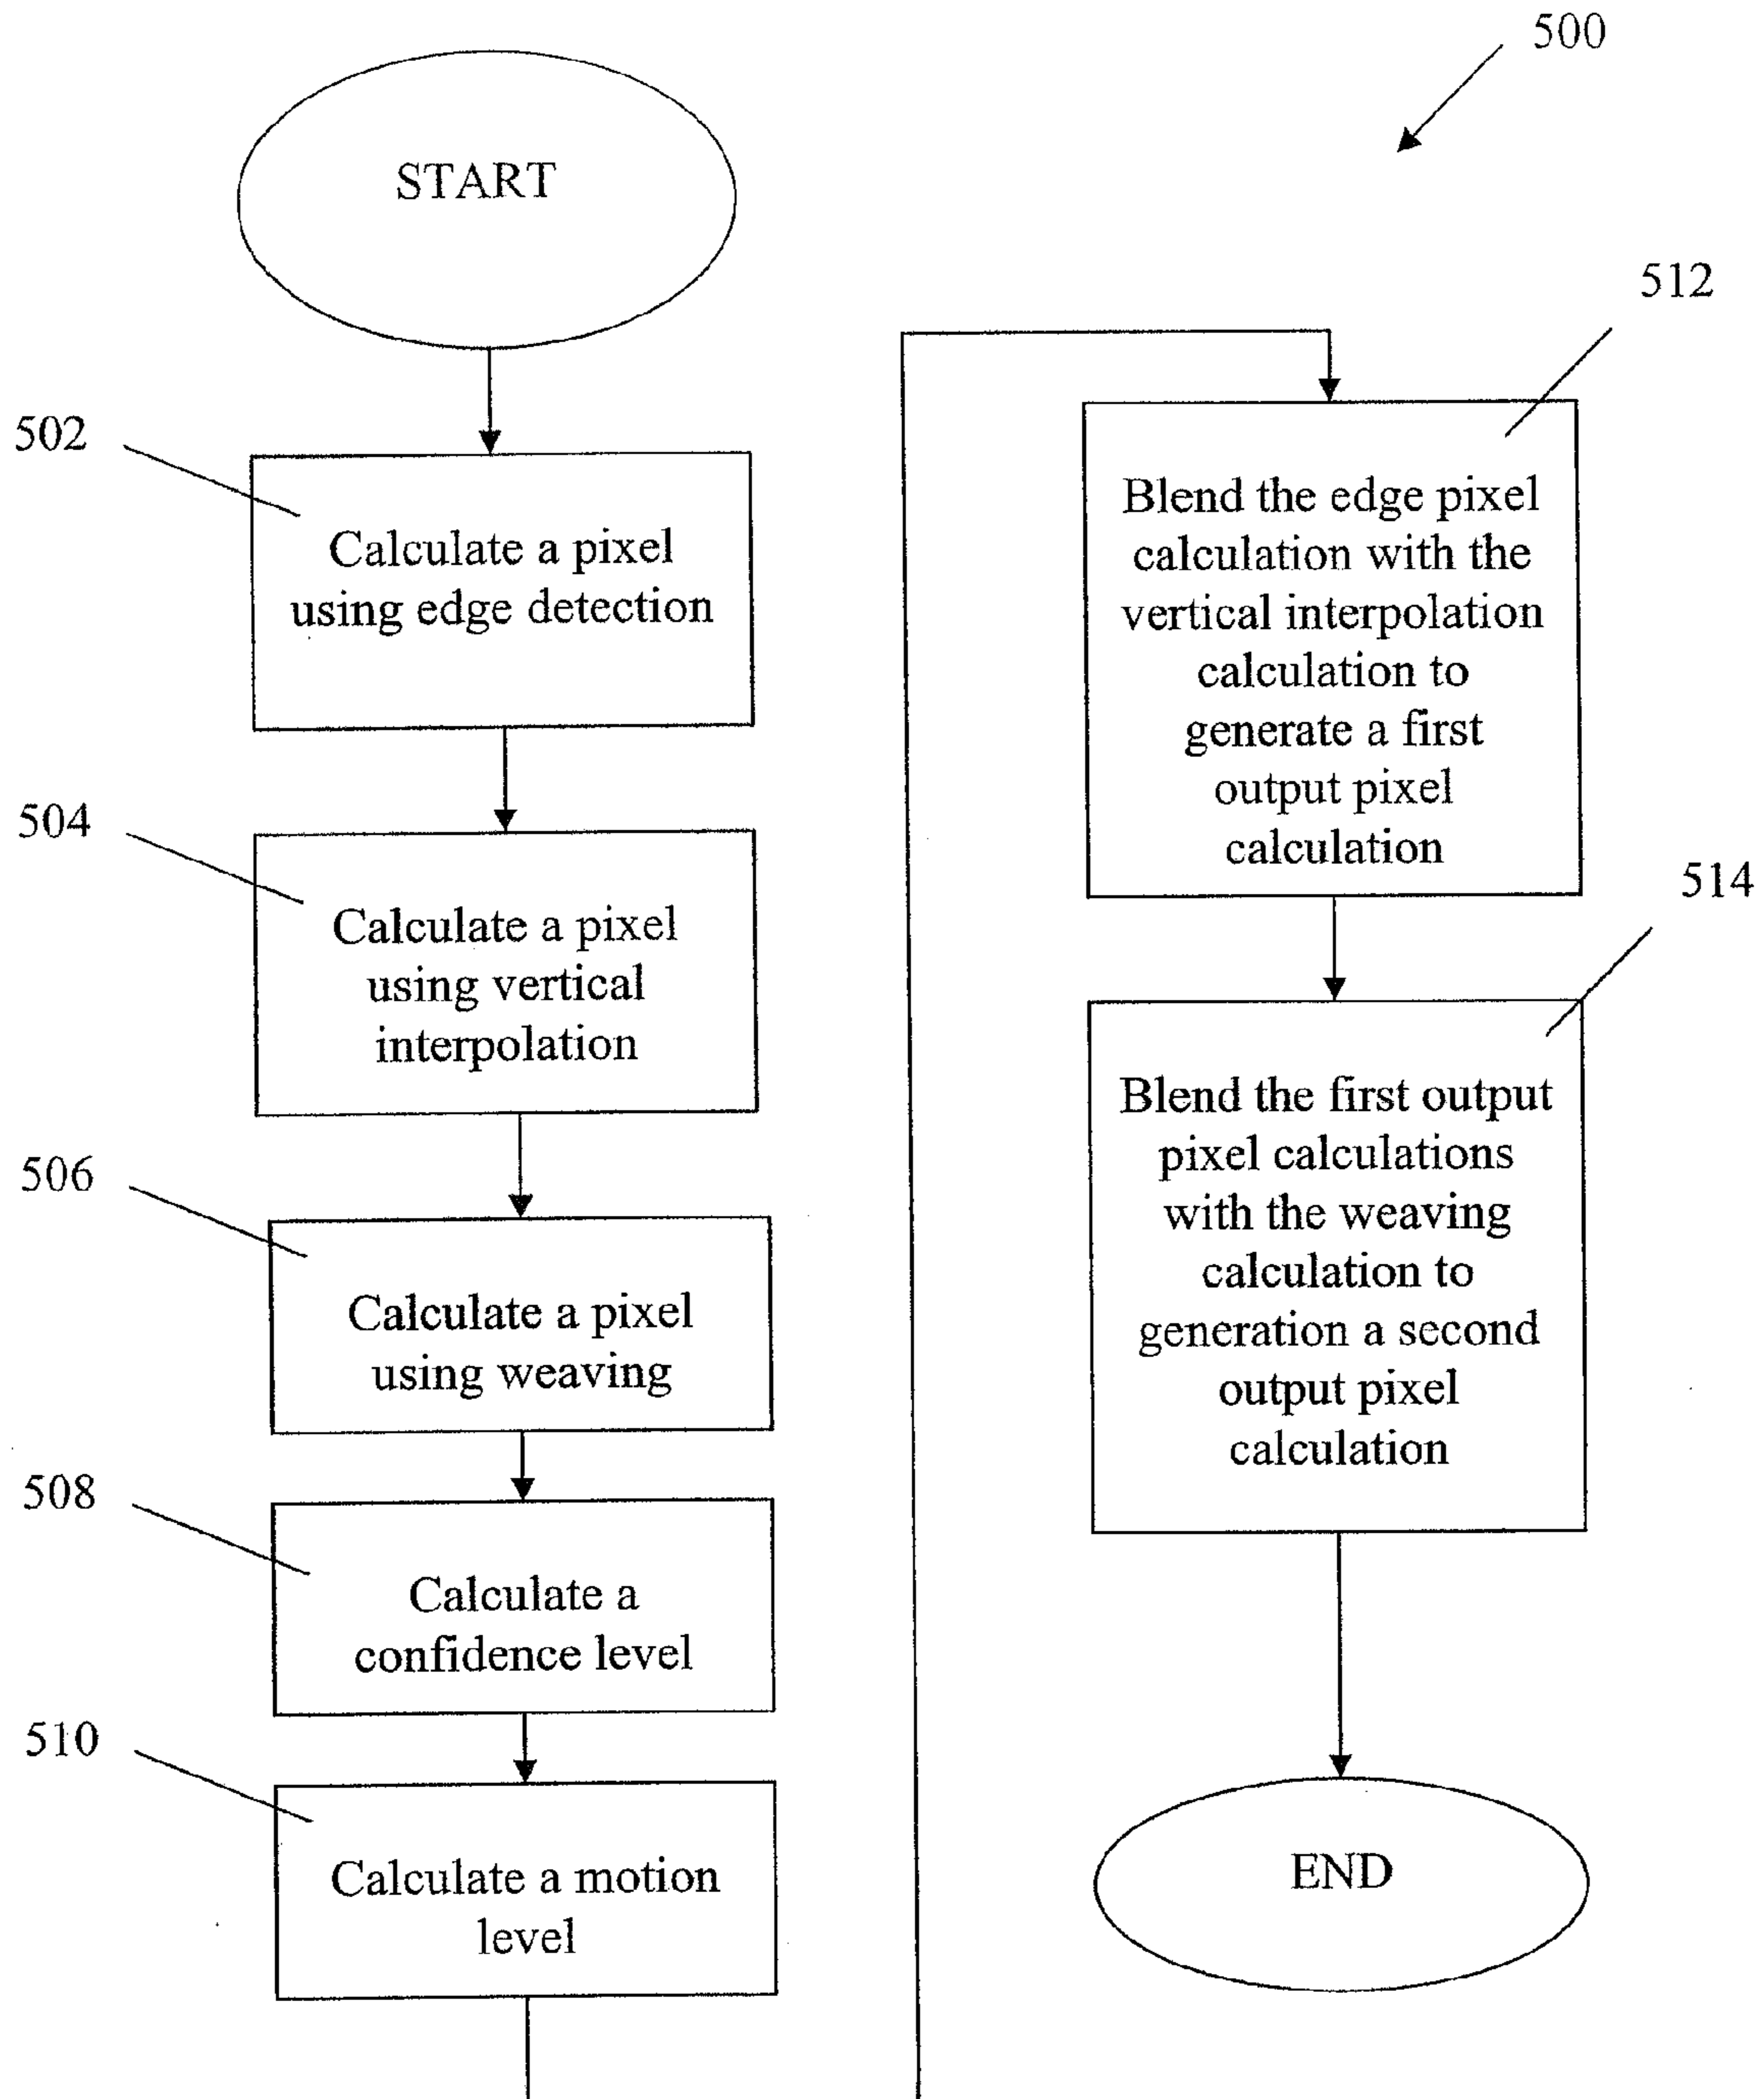 500
START
502
Calculate a pixel
using edge detection
504
Calculate a pixel
using vertical
interpolation
506
Calculate a pixel
using weaving
508
Calculate a
confidence level
510
Calculate a motion
level
512
Blend the edge pixel
calculation with the
vertical interpolation
calculation to
generate a first
output pixel
calculation
514
Blend the first output
pixel calculations
with the weaving
calculation to
generation a second
output pixel
calculation
END